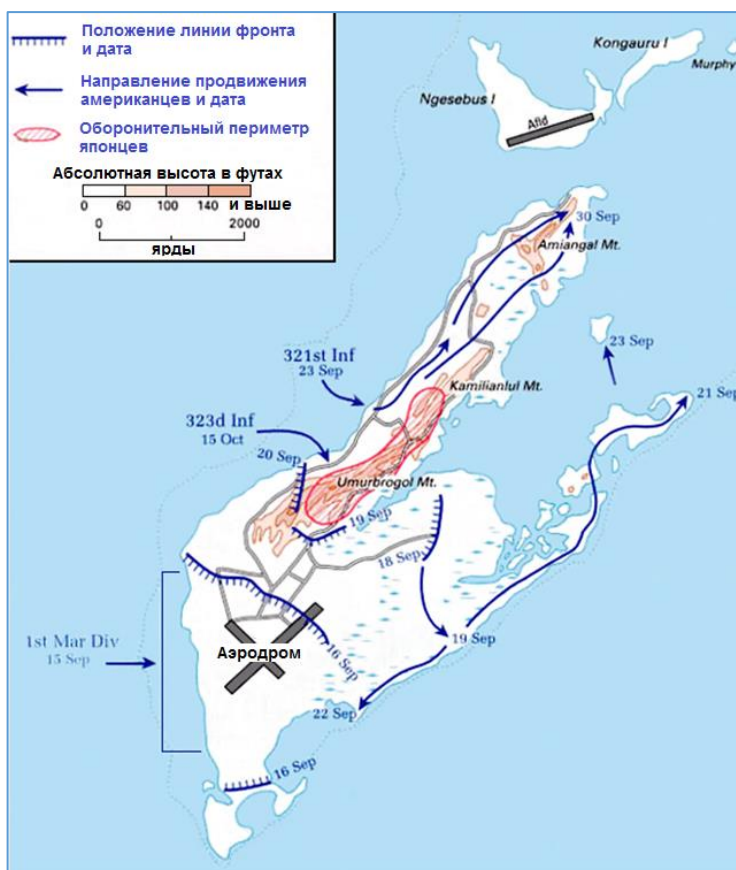 Положение линии фронта
и дата
Направление продвижения
американцев и дата
Оборонительный периметр
японцев
Абсолютная высота в футах
0 60 100 140 и выше
0 2000
ярды
Kongauru I
Murphy
Ngesebus I
Afld
30 Sep
Amiangal Mt.
321st Inf
23 Sep
23 Sep
Kamilianlul Mt.
21 Sep
323d Inf
15 Oct
20 Sep
Umurbrogol Mt.
19 Sep
18 Sep
1st Mar Div
15 Sep
Аэродром
16 Sep
19 Sep
22 Sep
16 Sep